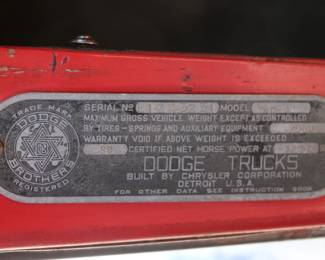 TRADE MARK
DODGE
BROTHERS
REGISTERED
SERIAL No MODEL
MAXIMUM GROSS VEHICLE WEIGHT EXCEPT AS CONTROLLED
BY TIRES - SPRINGS AND AUXILIARY EQUIPMENT
WARRANTY VOID IF ABOVE WEIGHT IS EXCEEDED
CERTIFIED NET HORSE POWER AT
DODGE TRUCKS
BUILT BY CHRYSLER CORPORATION
DETROIT U.S.A.
FOR OTHER DATA SEE INSTRUCTION BOOK